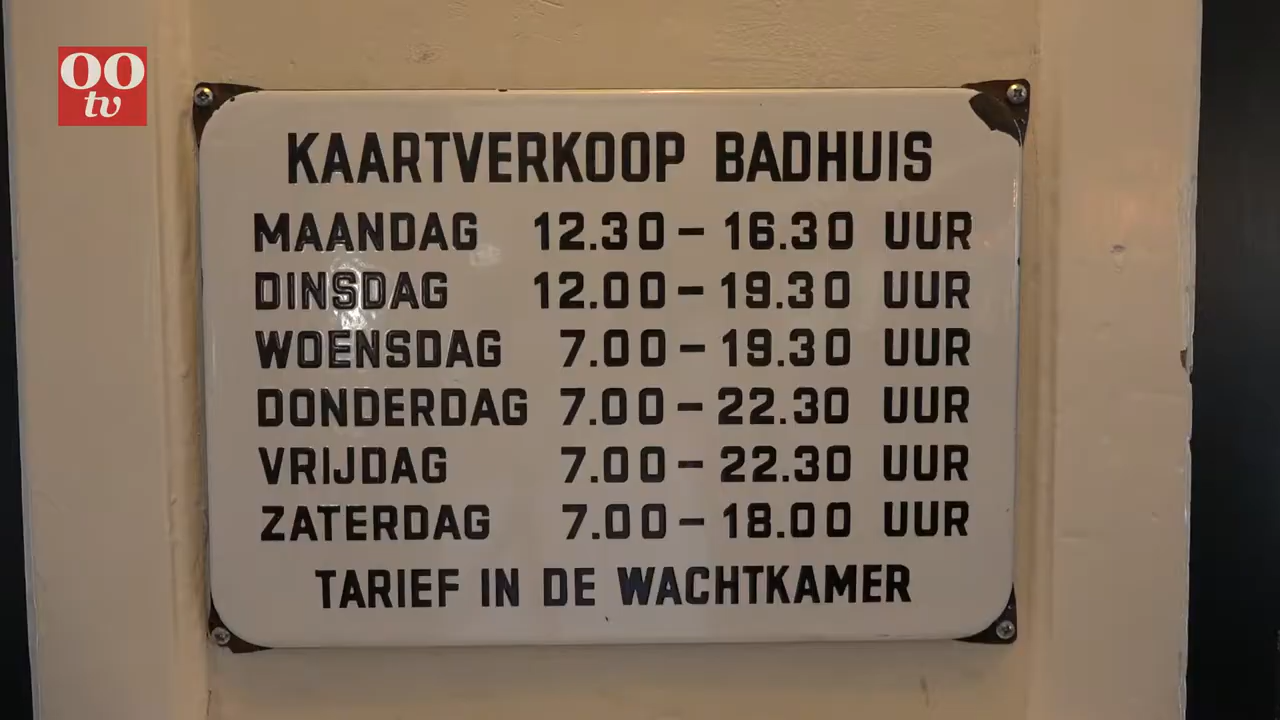 OO
tv
KAARTVERKOOP BADHUIS
MAANDAG 12.30 – 16.30 UUR
DINSDAG 12.00 – 19.30 UUR
WOENSDAG 7.00 – 19.30 UUR
DONDERDAG 7.00 – 22.30 UUR
VRIJDAG 7.00 – 22.30 UUR
ZATERDAG 7.00 – 18.00 UUR
TARIEF IN DE WACHTKAMER